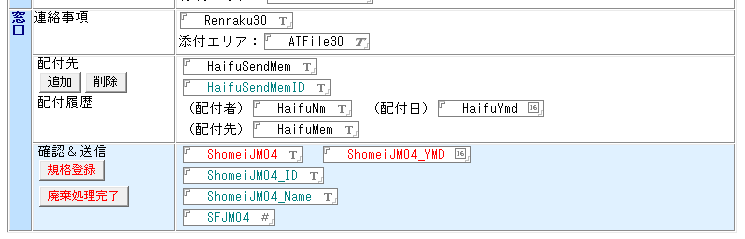 窓口
連絡事項 Renraku30 T
添付エリア： ATFile30 T
配付先 HaifuSendMem T
追加 削除 HaifuSendMemID T
配付履歴 （配付者） HaifuNm T （配付日） HaifuYmd 16
（配付先） HaifuMem T
確認＆送信 ShomeiJM04 T ShomeiJM04_YMD 16
規格登録 ShomeiJM04_ID T
廃棄処理完了 ShomeiJM04_Name T
SFJM04 #